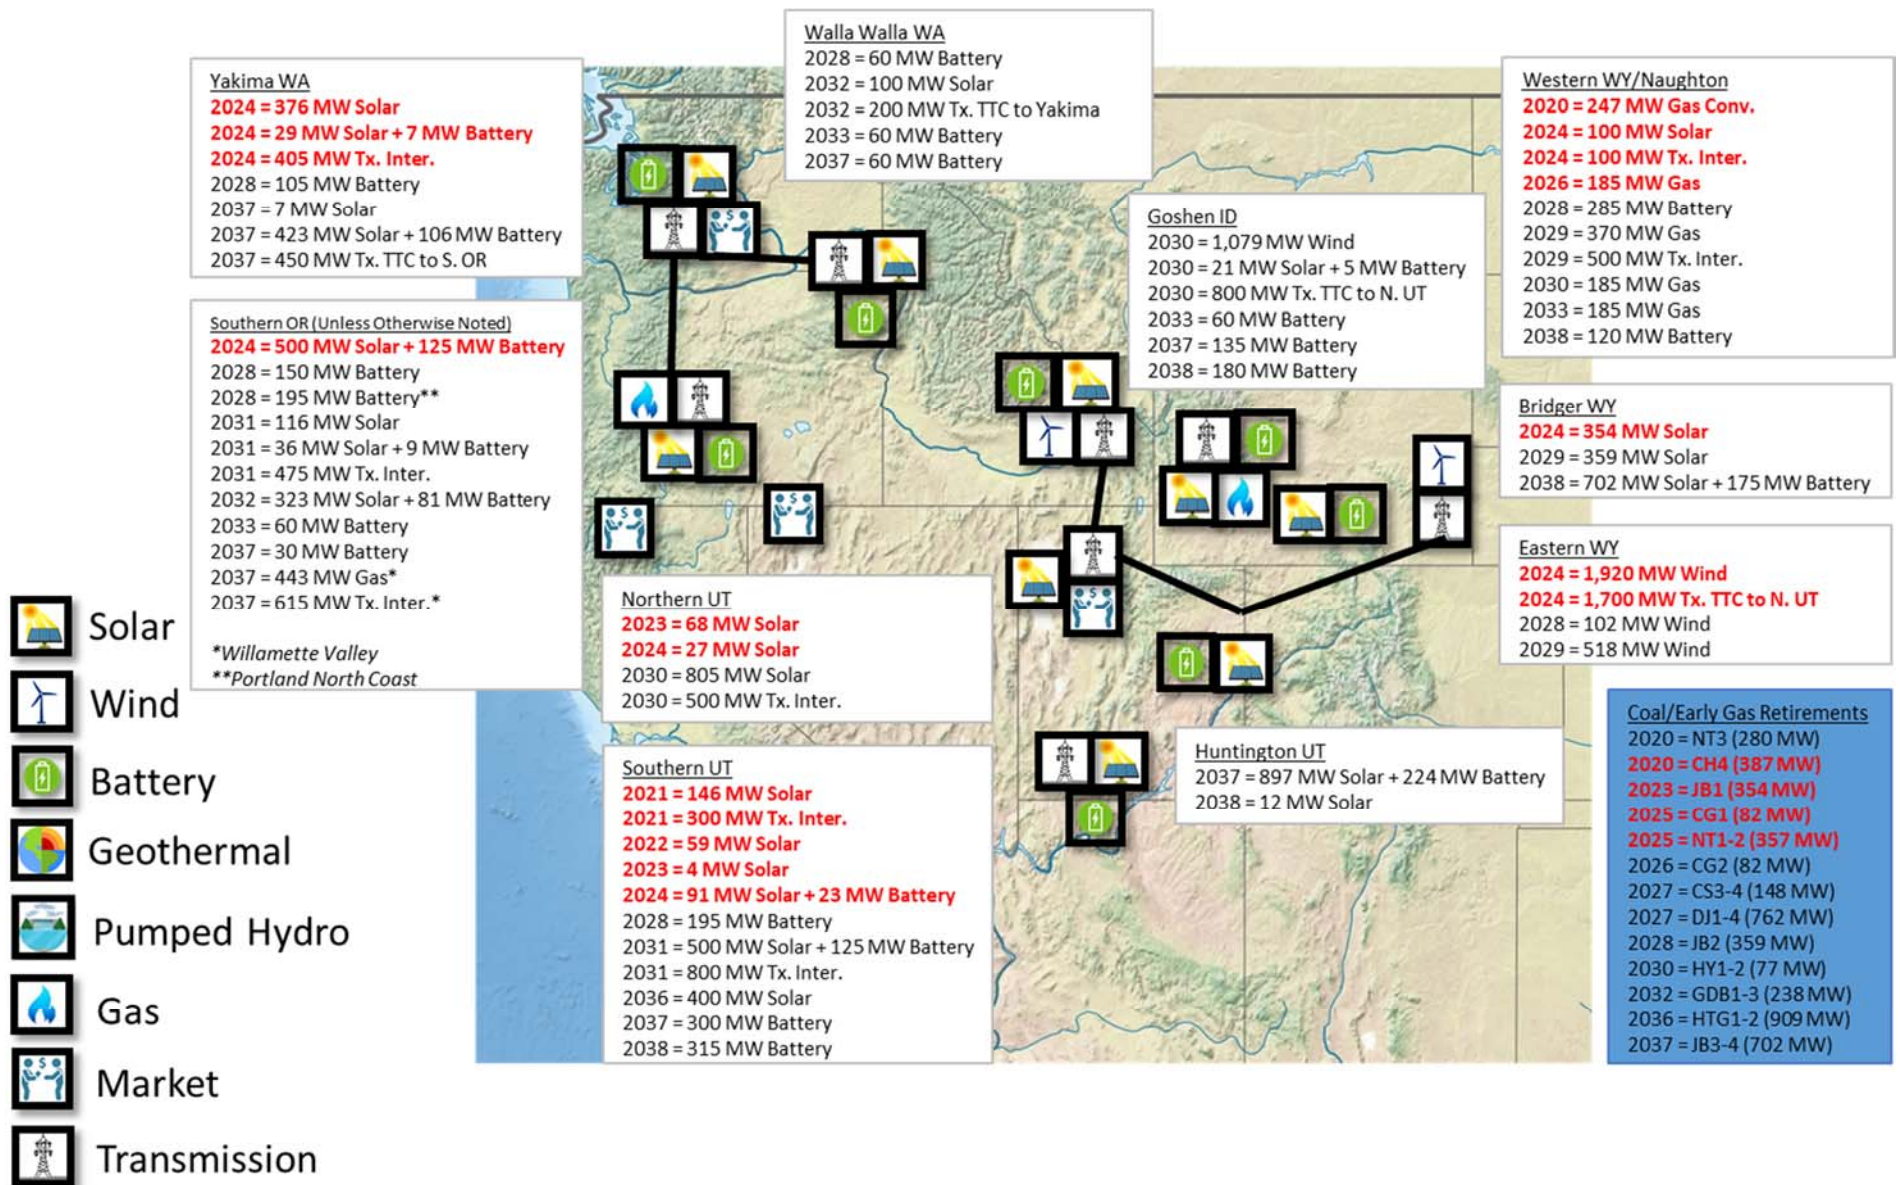 Yakima WA
2024 = 376 MW Solar
2024 = 29 MW Solar + 7 MW Battery
2024 = 405 MW Tx. Inter.
2028 = 105 MW Battery
2037 = 7 MW Solar
2037 = 423 MW Solar + 106 MW Battery
2037 = 450 MW Tx. TTC to S. OR
Walla Walla WA
2028 = 60 MW Battery
2032 = 100 MW Solar
2032 = 200 MW Tx. TTC to Yakima
2033 = 60 MW Battery
2037 = 60 MW Battery
Western WY/Naughton
2020 = 247 MW Gas Conv.
2024 = 100 MW Solar
2024 = 100 MW Tx. Inter.
2026 = 185 MW Gas
2028 = 285 MW Battery
2029 = 370 MW Gas
2029 = 500 MW Tx. Inter.
2030 = 185 MW Gas
2033 = 185 MW Gas
2038 = 120 MW Battery
Goshen ID
2030 = 1,079 MW Wind
2030 = 21 MW Solar + 5 MW Battery
2030 = 800 MW Tx. TTC to N. UT
2033 = 60 MW Battery
2037 = 135 MW Battery
2038 = 180 MW Battery
Southern OR (Unless Otherwise Noted)
2024 = 500 MW Solar + 125 MW Battery
2028 = 150 MW Battery
2028 = 195 MW Battery**
2031 = 116 MW Solar
2031 = 36 MW Solar + 9 MW Battery
2031 = 475 MW Tx. Inter.
2032 = 323 MW Solar + 81 MW Battery
2033 = 60 MW Battery
2037 = 30 MW Battery
2037 = 443 MW Gas*
2037 = 615 MW Tx. Inter.*
*Willamette Valley
**Portland North Coast
Bridger WY
2024 = 354 MW Solar
2029 = 359 MW Solar
2038 = 702 MW Solar + 175 MW Battery
Eastern WY
2024 = 1,920 MW Wind
2024 = 1,700 MW Tx. TTC to N. UT
2028 = 102 MW Wind
2029 = 518 MW Wind
Northern UT
2023 = 68 MW Solar
2024 = 27 MW Solar
2030 = 805 MW Solar
2030 = 500 MW Tx. Inter.
Southern UT
2021 = 146 MW Solar
2021 = 300 MW Tx. Inter.
2022 = 59 MW Solar
2023 = 4 MW Solar
2024 = 91 MW Solar + 23 MW Battery
2028 = 195 MW Battery
2031 = 500 MW Solar + 125 MW Battery
2031 = 800 MW Tx. Inter.
2036 = 400 MW Solar
2037 = 300 MW Battery
2038 = 315 MW Battery
Huntington UT
2037 = 897 MW Solar + 224 MW Battery
2038 = 12 MW Solar
Coal/Early Gas Retirements
2020 = NT3 (280 MW)
2020 = CH4 (387 MW)
2023 = JB1 (354 MW)
2025 = CG1 (82 MW)
2025 = NT1-2 (357 MW)
2026 = CG2 (82 MW)
2027 = CS3-4 (148 MW)
2027 = DJ1-4 (762 MW)
2028 = JB2 (359 MW)
2030 = HY1-2 (77 MW)
2032 = GDB1-3 (238 MW)
2036 = HTG1-2 (909 MW)
2037 = JB3-4 (702 MW)
Solar
Wind
Battery
Geothermal
Pumped Hydro
Gas
Market
Transmission